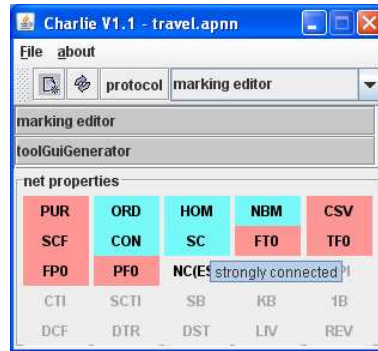 Charlie V1.1 - travel.apnn
File about
protocol marking editor
marking editor
toolGuiGenerator
net properties
PUR ORD HOM NBM CSV
SCF CON SC FT0 TF0
FP0 PF0 NC(ES strongly connected PI
CTI SCTI SB KB 1B
DCF DTR DST LIV REV